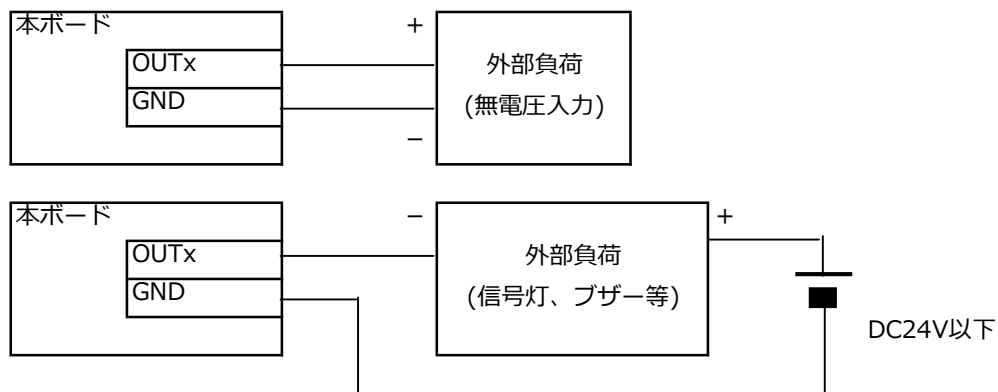 本ボード
+
OUTx
外部負荷
GND
(無電圧入力)
−
本ボード
−
+
OUTx
外部負荷
GND
(信号灯、ブザー等)
DC24V以下